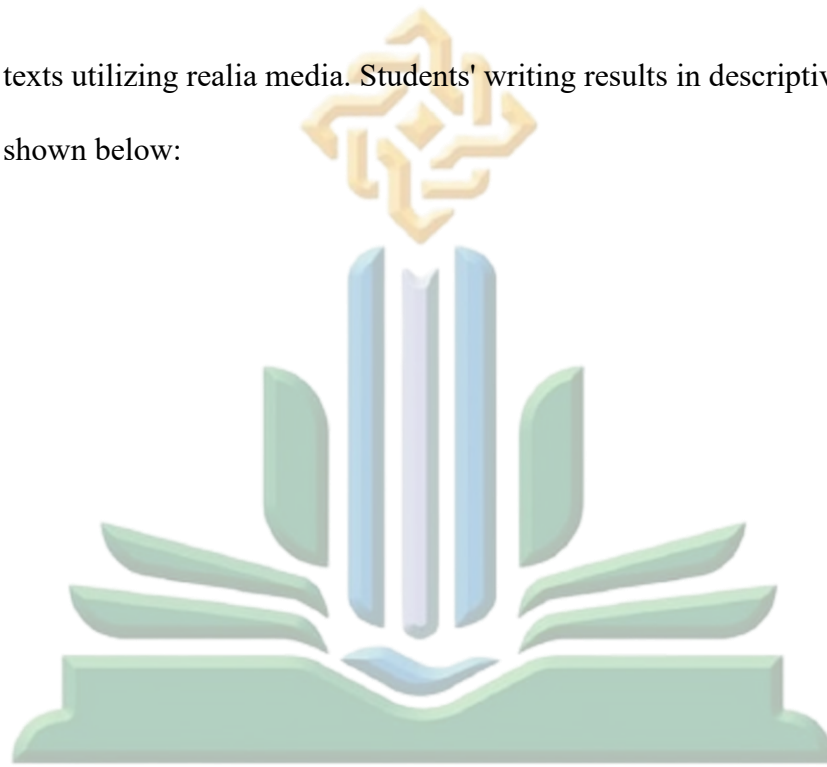 texts utilizing realia media. Students' writing results in descriptiv
shown below: